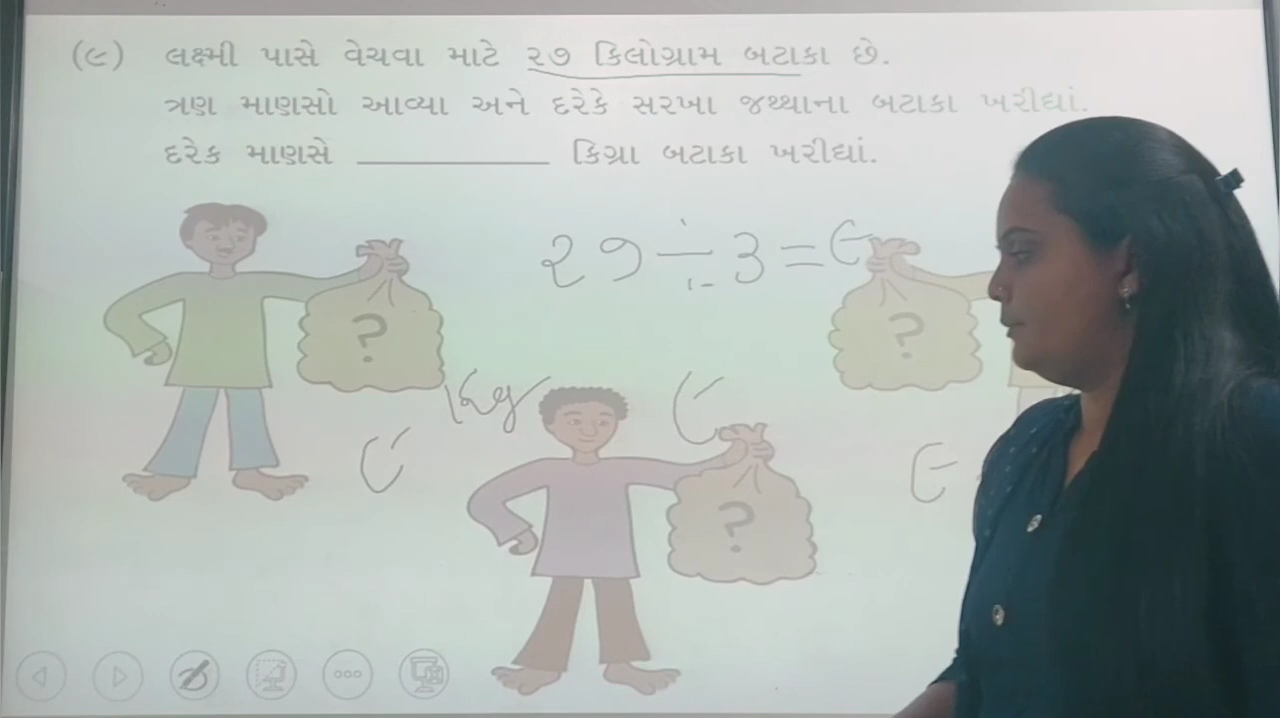 (૯) લક્ષ્મી પાસે વેચવા માટે ૨૭ કિલોગ્રામ બટાકા છે.
ત્રણ માણસો આવ્યા અને દરેકે સરખા જથ્થાના બટાકા ખરીદ્યાં.
દરેક માણસે __________ કિગ્રા બટાકા ખરીદ્યાં.
૨૭ ÷ ૩ = ૯
?
?
Kg
૯
૯
૯
?